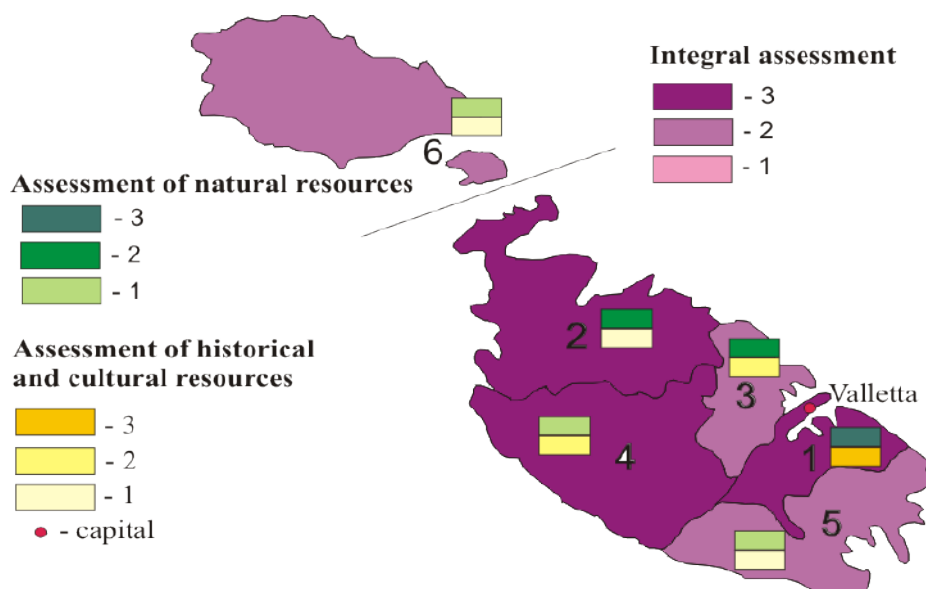 Integral assessment
- 3
- 2
- 1
6
Assessment of natural resources
- 3
- 2
- 1
Assessment of historical
and cultural resources
- 3
- 2
- 1
- capital
2
3
Valletta
4
1
5